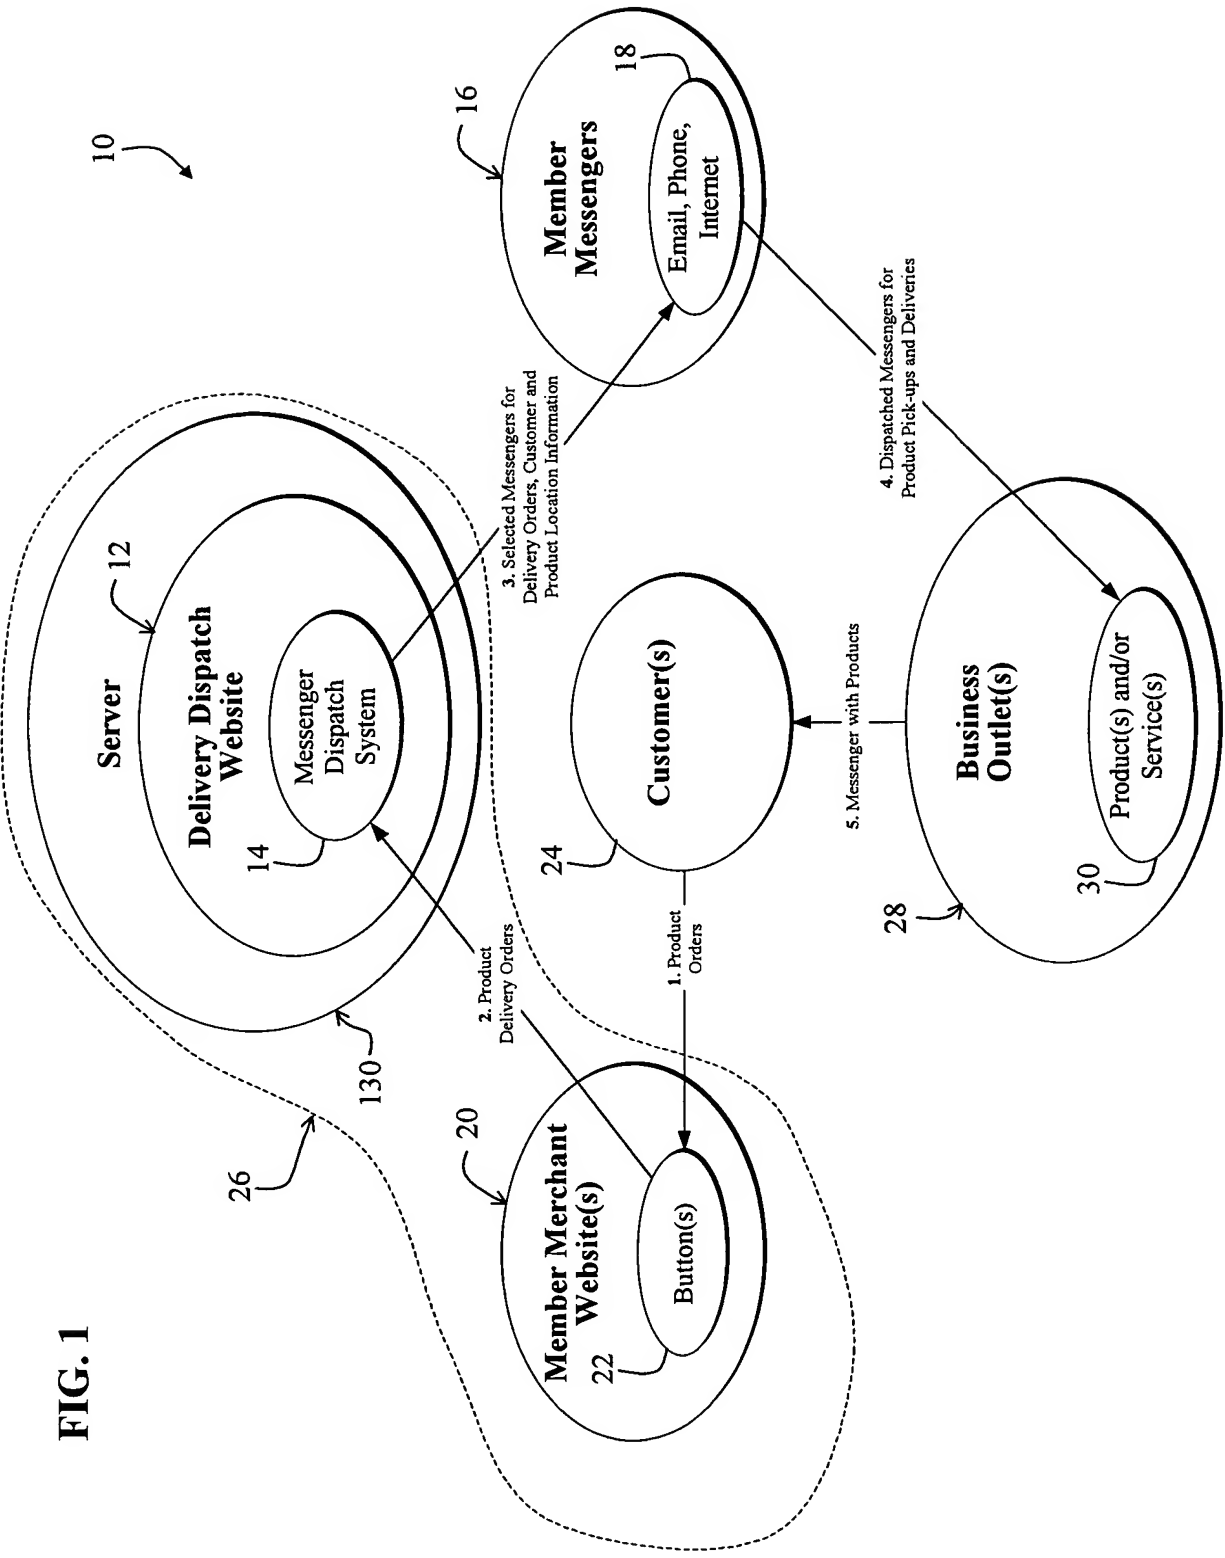 FIG. 1
10
26
130
Server
12
Delivery Dispatch
Website
14
Messenger
Dispatch
System
2. Product
Delivery Orders
3. Selected Messengers for
Delivery Orders, Customer and
Product Location Information
20
Member Merchant
Website(s)
22
Button(s)
1. Product
Orders
24
Customer(s)
16
Member
Messengers
18
Email, Phone,
Internet
5. Messenger with Products
4. Dispatched Messengers for
Product Pick-ups and Deliveries
28
Business
Outlet(s)
30
Product(s) and/or
Service(s)